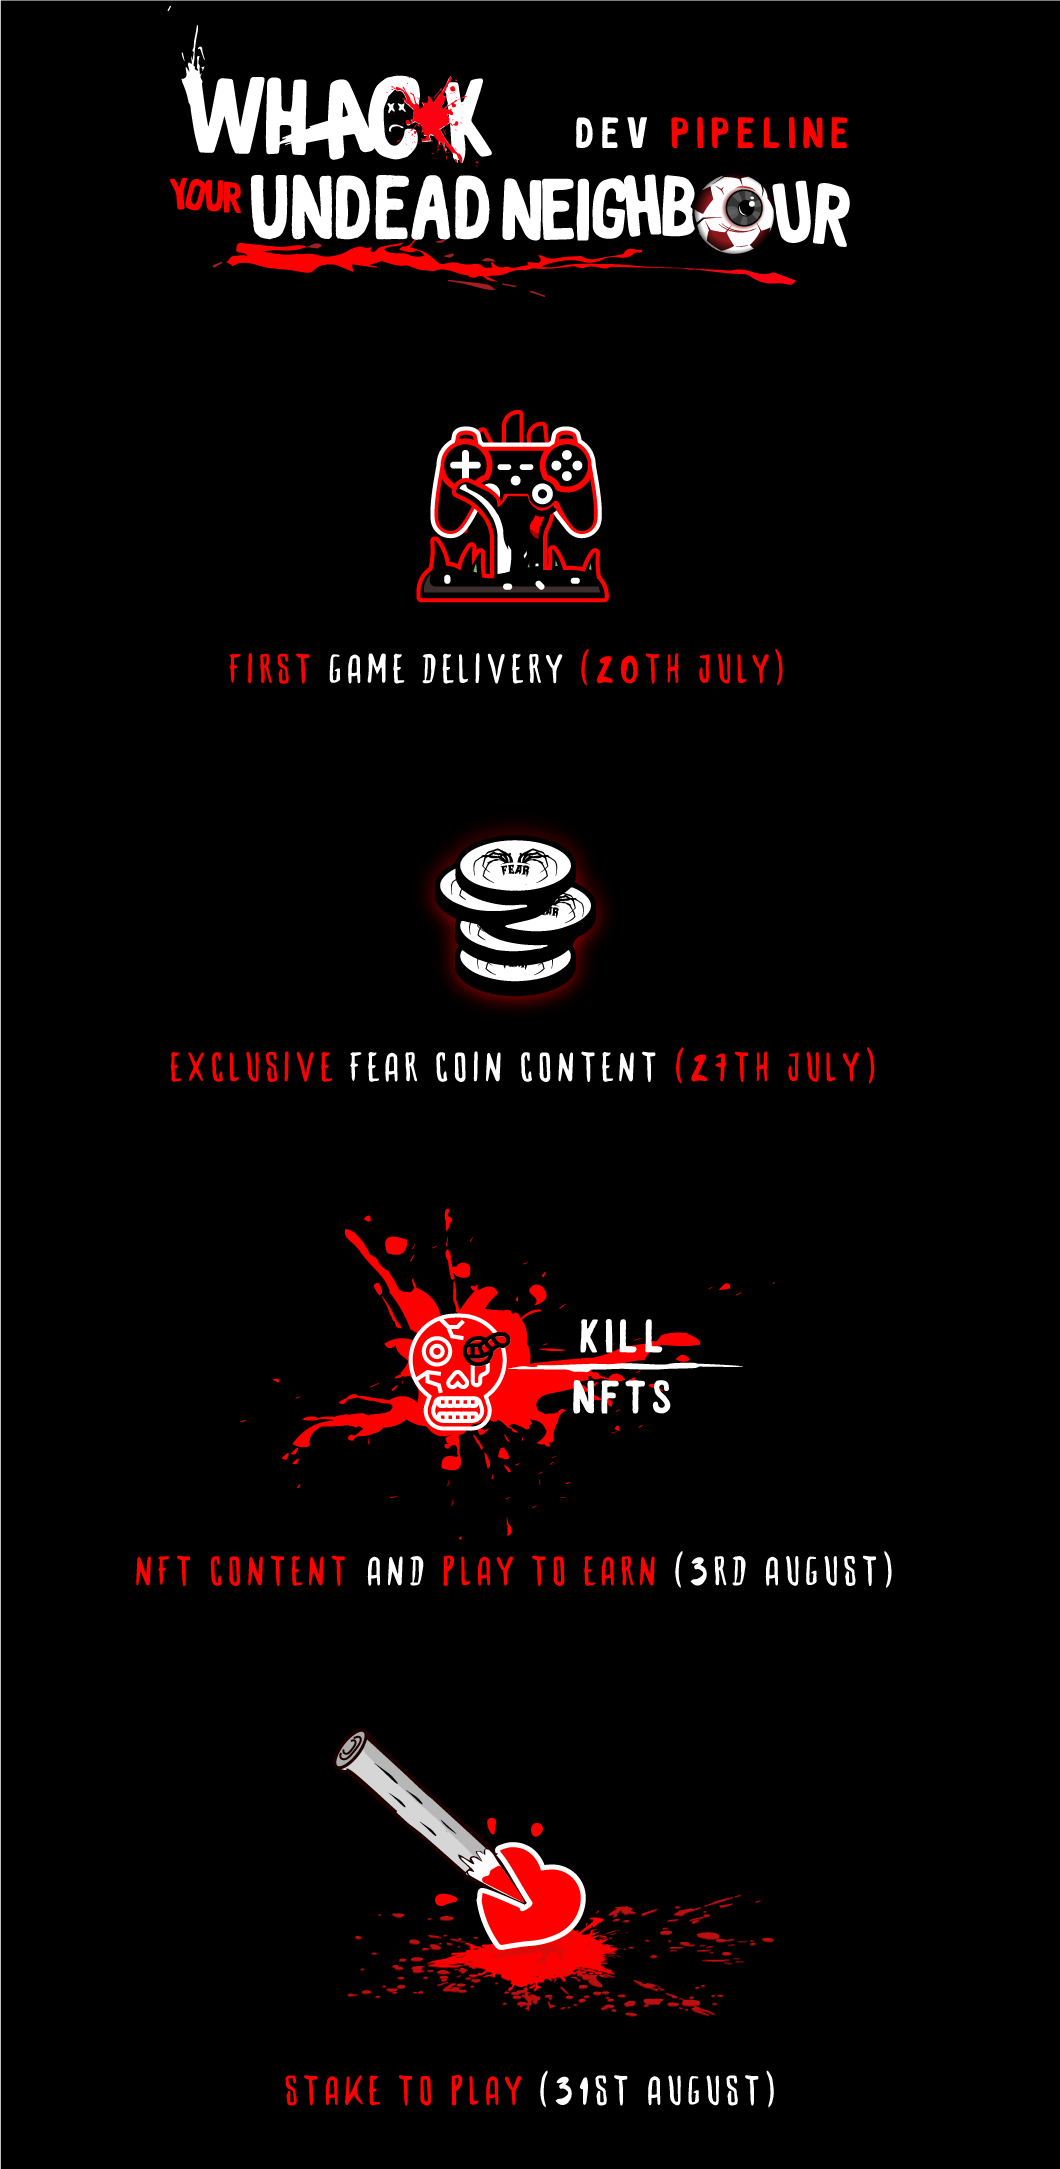 WHACK
DEV PIPELINE
YOUR UNDEAD NEIGHBOUR
FIRST GAME DELIVERY (20TH JULY)
FEAR
EXCLUSIVE FEAR COIN CONTENT (27TH JULY)
KILL
NFTS
NFT CONTENT AND PLAY TO EARN (3RD AUGUST)
STAKE TO PLAY (31ST AUGUST)